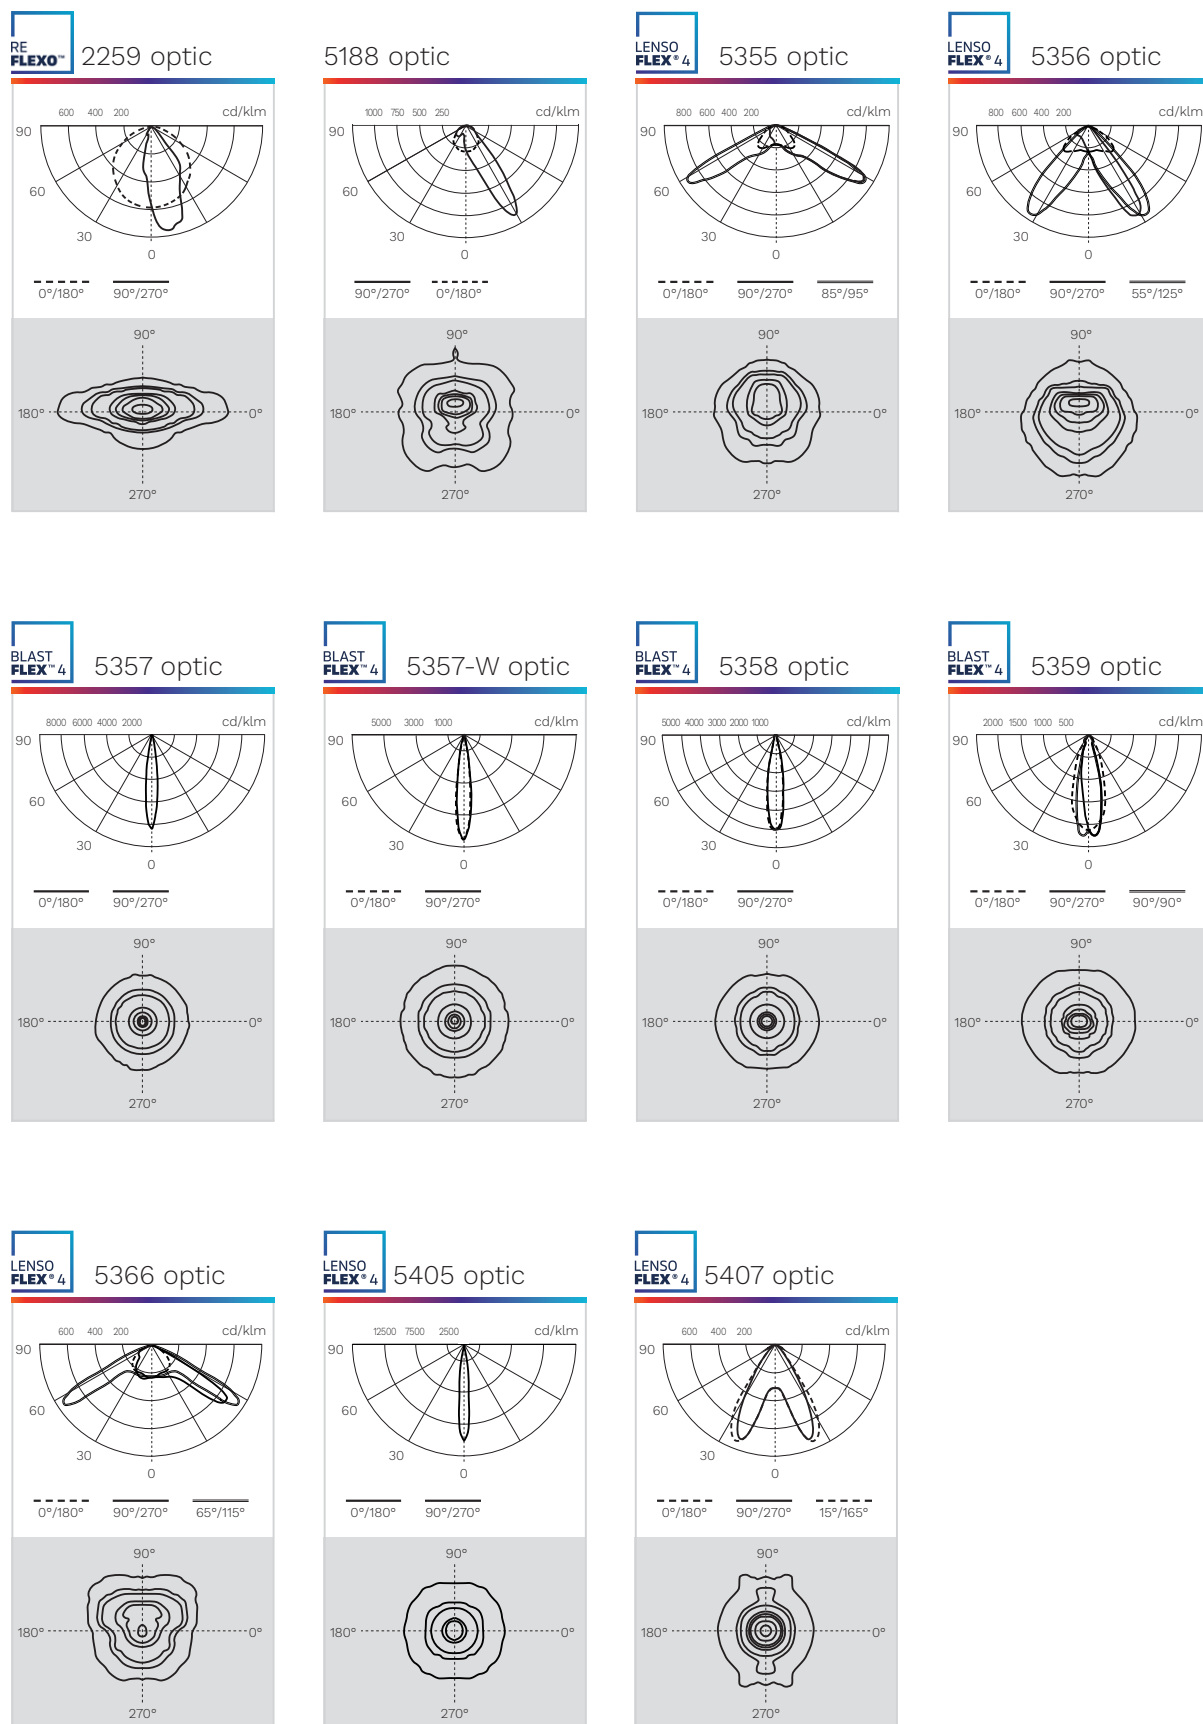 RE
FLEXO™ 2259 optic
600 400 200 cd/klm
90
60
30
0
0°/180° 90°/270°
90°
180° 0°
270°
5188 optic
1000 750 500 250 cd/klm
90
60
30
0
90°/270° 0°/180°
90°
180° 0°
270°
LENSO
FLEX®4 5355 optic
800 600 400 200 cd/klm
90
60
30
0
0°/180° 90°/270° 85°/95°
90°
180° 0°
270°
LENSO
FLEX®4 5356 optic
800 600 400 200 cd/klm
90
60
30
0
0°/180° 90°/270° 55°/125°
90°
180° 0°
270°
BLAST
FLEX™4 5357 optic
8000 6000 4000 2000 cd/klm
90
60
30
0
0°/180° 90°/270°
90°
180° 0°
270°
BLAST
FLEX™4 5357-W optic
5000 3000 1000 cd/klm
90
60
30
0
0°/180° 90°/270°
90°
180° 0°
270°
BLAST
FLEX™4 5358 optic
5000 4000 3000 2000 1000 cd/klm
90
60
30
0
0°/180° 90°/270°
90°
180° 0°
270°
BLAST
FLEX™4 5359 optic
2000 1500 1000 500 cd/klm
90
60
30
0
0°/180° 90°/270° 90°/90°
90°
180° 0°
270°
LENSO
FLEX®4 5366 optic
600 400 200 cd/klm
90
60
30
0
0°/180° 90°/270° 65°/115°
90°
180° 0°
270°
LENSO
FLEX®4 5405 optic
12500 7500 2500 cd/klm
90
60
30
0
0°/180° 90°/270°
90°
180° 0°
270°
LENSO
FLEX®4 5407 optic
600 400 200 cd/klm
90
60
30
0
0°/180° 90°/270° 15°/165°
90°
180° 0°
270°